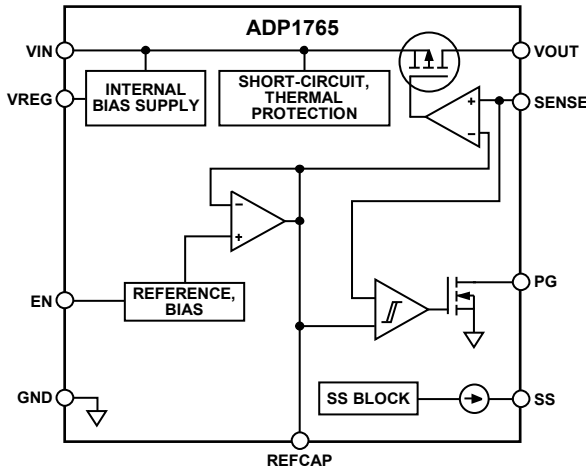 ADP1765
VIN
VOUT
INTERNAL
BIAS SUPPLY
SHORT-CIRCUIT,
THERMAL
PROTECTION
VREG
SENSE
+
−
−
+
EN
REFERENCE,
BIAS
PG
GND
SS BLOCK
SS
REFCAP